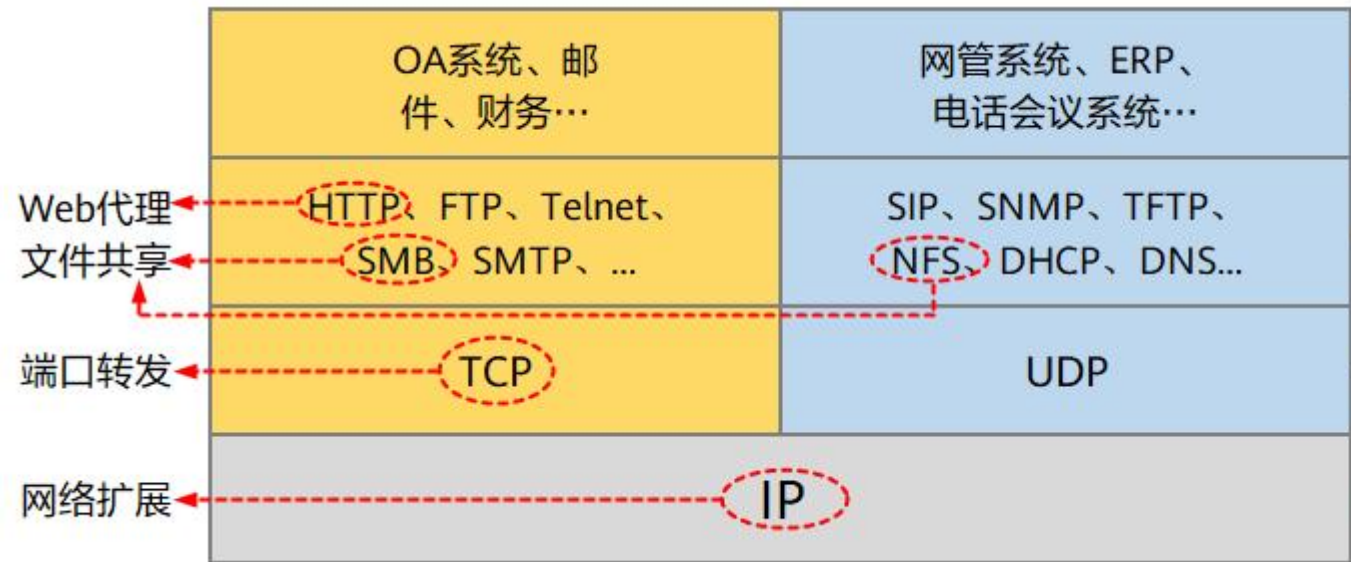 OA系统、邮
件、财务…
网管系统、ERP、
电话会议系统…
Web代理
HTTP、FTP、Telnet、
SIP、SNMP、TFTP、
文件共享
SMB、SMTP、...
NFS、DHCP、DNS...
端口转发
TCP
UDP
网络扩展
IP